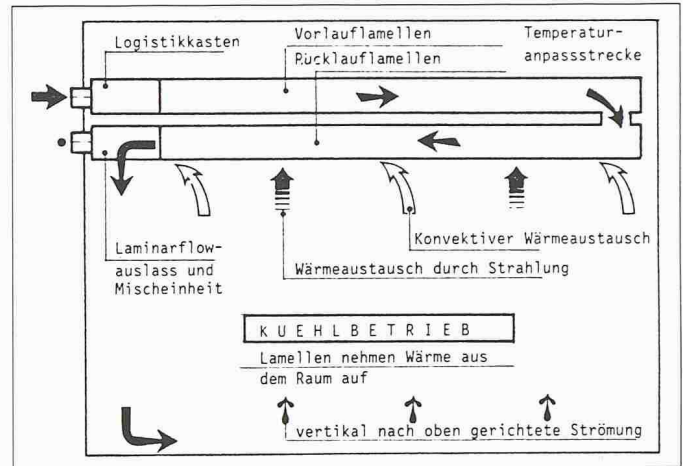 Logistikkasten
Vorlauflamellen
Rücklauflamellen
Temperatur-
anpassstrecke
Laminarflow-
auslass und
Mischeinheit
Konvektiver Wärmeaustausch
Wärmeaustausch durch Strahlung
KUEHLBETRIEB
Lamellen nehmen Wärme aus
dem Raum auf
vertikal nach oben gerichtete Strömung